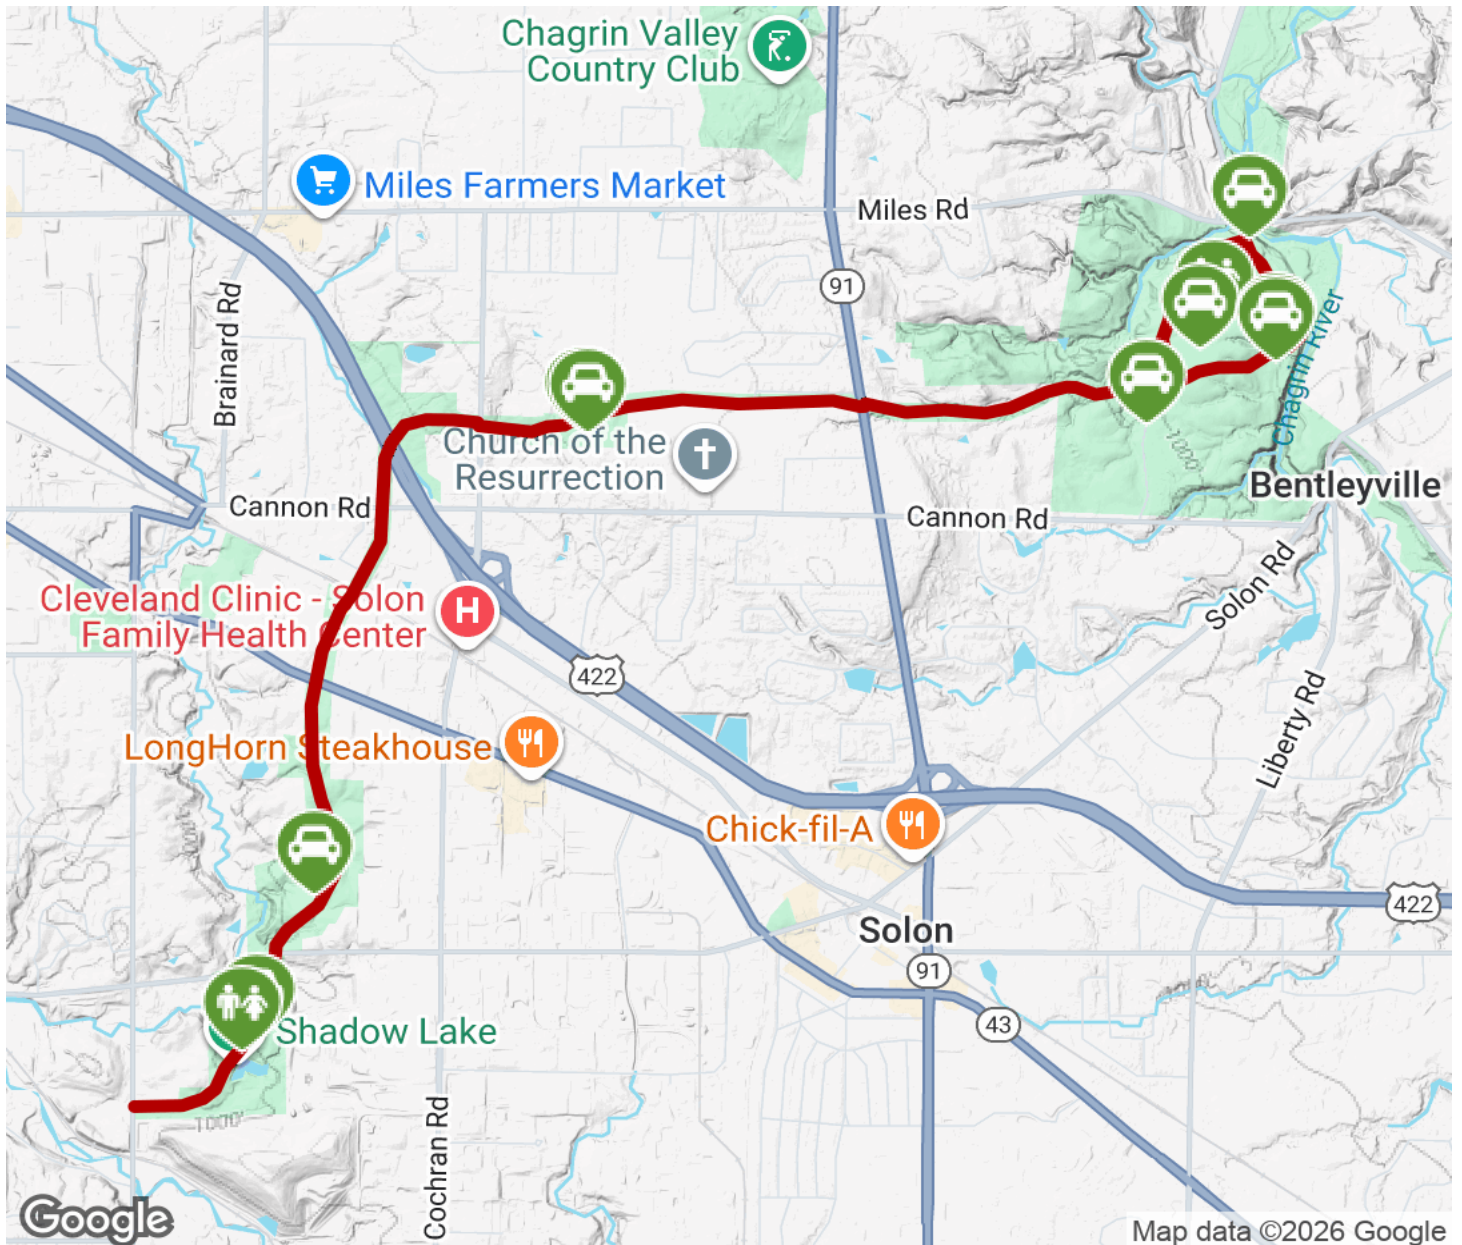 Chagrin Valley
Country Club
Miles Farmers Market
Miles Rd
91
Brainard Rd
Chagrin River
Church of the
Resurrection
1000'
Bentleyville
Cannon Rd
Cannon Rd
Solon Rd
Cleveland Clinic - Solon
Family Health Center
H
422
Liberty Rd
LongHorn Steakhouse
Chick-fil-A
422
Solon
91
43
Shadow Lake
1000'
Cochran Rd
Google
Map data ©2026 Google